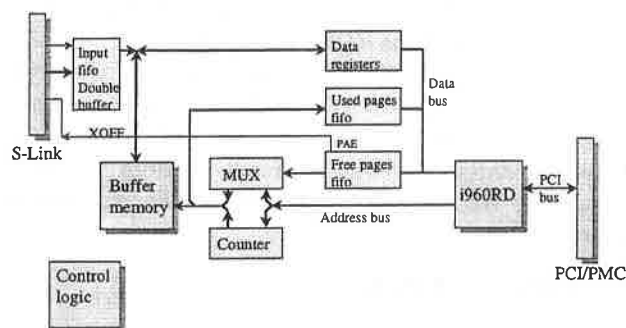 Input
fifo
Double
buffer
Data
registers
Data
bus
Used pages
fifo
XOFF
PAE
S-Link
MUX
Free pages
fifo
Buffer
memory
i960RD
PCI
bus
Address bus
Counter
PCI/PMC
Control
logic